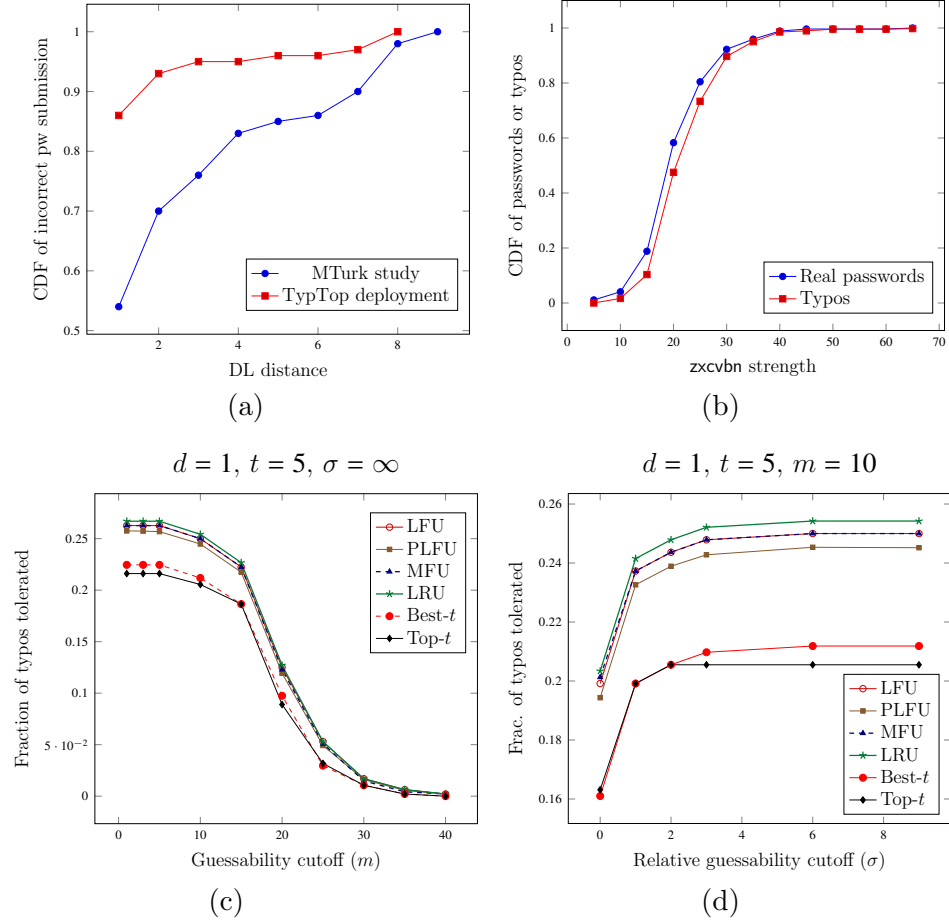 1
0.9
0.8
0.7
0.6
0.5
CDF of incorrect pw submission
2
4
6
8
DL distance
MTurk study
TypTop deployment
(a)
1
0.8
0.6
0.4
0.2
0
CDF of passwords or typos
0
10
20
30
40
50
60
70
zxcvbn strength
Real passwords
Typos
(b)
d = 1, t = 5, σ = ∞
0.25
0.2
0.15
0.1
5 · 10⁻²
0
Fraction of typos tolerated
0
10
20
30
40
Guessability cutoff (m)
LFU
PLFU
MFU
LRU
Best-t
Top-t
(c)
d = 1, t = 5, m = 10
0.26
0.24
0.22
0.2
0.18
0.16
Frac. of typos tolerated
0
2
4
6
8
Relative guessability cutoff (σ)
LFU
PLFU
MFU
LRU
Best-t
Top-t
(d)